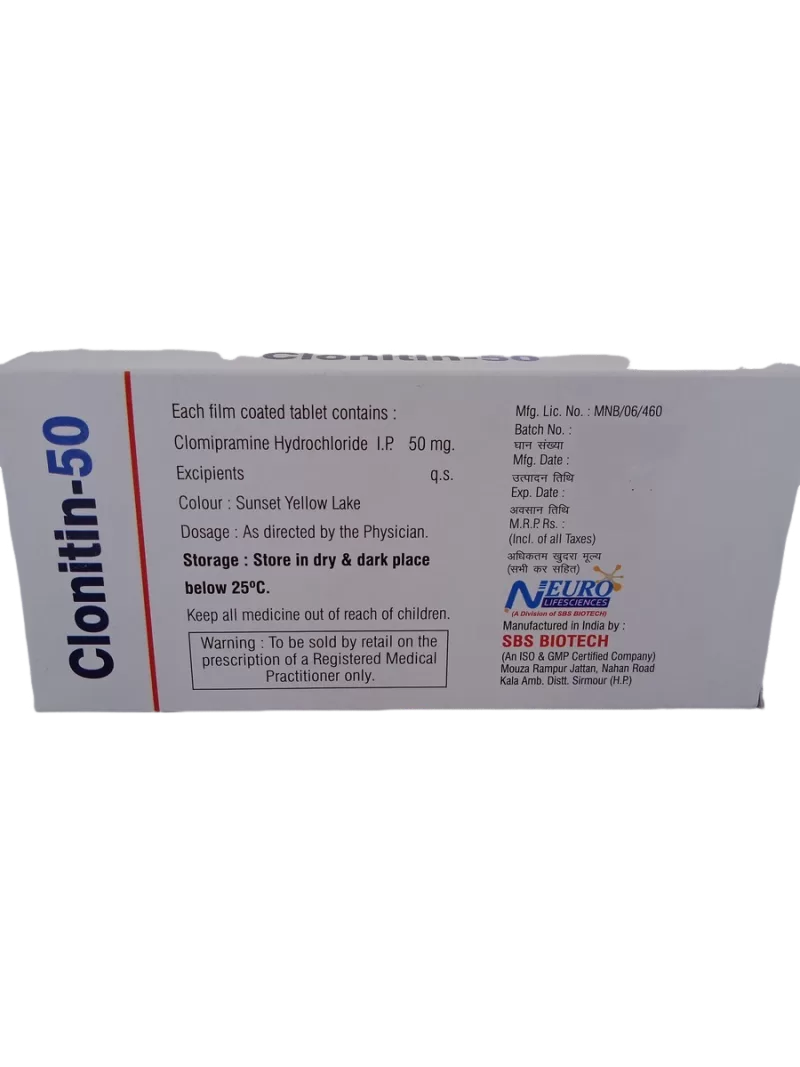 Clonitin-50
Clonitin-50
Each film coated tablet contains :
Clomipramine Hydrochloride I.P. 50 mg.
Excipients q.s.
Colour : Sunset Yellow Lake
Dosage : As directed by the Physician.
Storage : Store in dry & dark place
below 25ºC.
Keep all medicine out of reach of children.
Warning : To be sold by retail on the
prescription of a Registered Medical
Practitioner only.
Mfg. Lic. No. : MNB/06/460
Batch No. :
घान संख्या
Mfg. Date :
उत्पादन तिथि
Exp. Date :
अवसान तिथि
M.R.P. Rs. :
(Incl. of all Taxes)
अधिकतम खुदरा मूल्य
(सभी कर सहित)
NEURO
LIFESCIENCES
(A Division of SBS BIOTECH)
Manufactured in India by :
SBS BIOTECH
(An ISO & GMP Certified Company)
Mouza Rampur Jattan, Nahan Road
Kala Amb. Distt. Sirmour (H.P.)